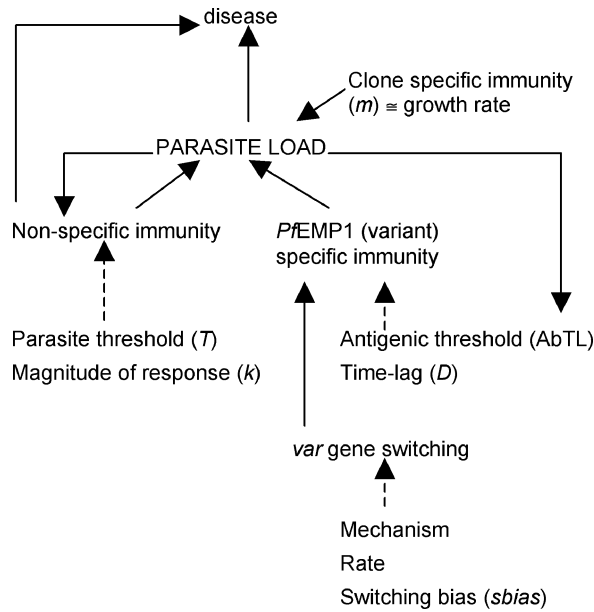 disease
Clone specific immunity
(m) ≅ growth rate
PARASITE LOAD
Non-specific immunity
PfEMP1 (variant)
specific immunity
Parasite threshold (T)
Magnitude of response (k)
Antigenic threshold (AbTL)
Time-lag (D)
var gene switching
Mechanism
Rate
Switching bias (sbias)